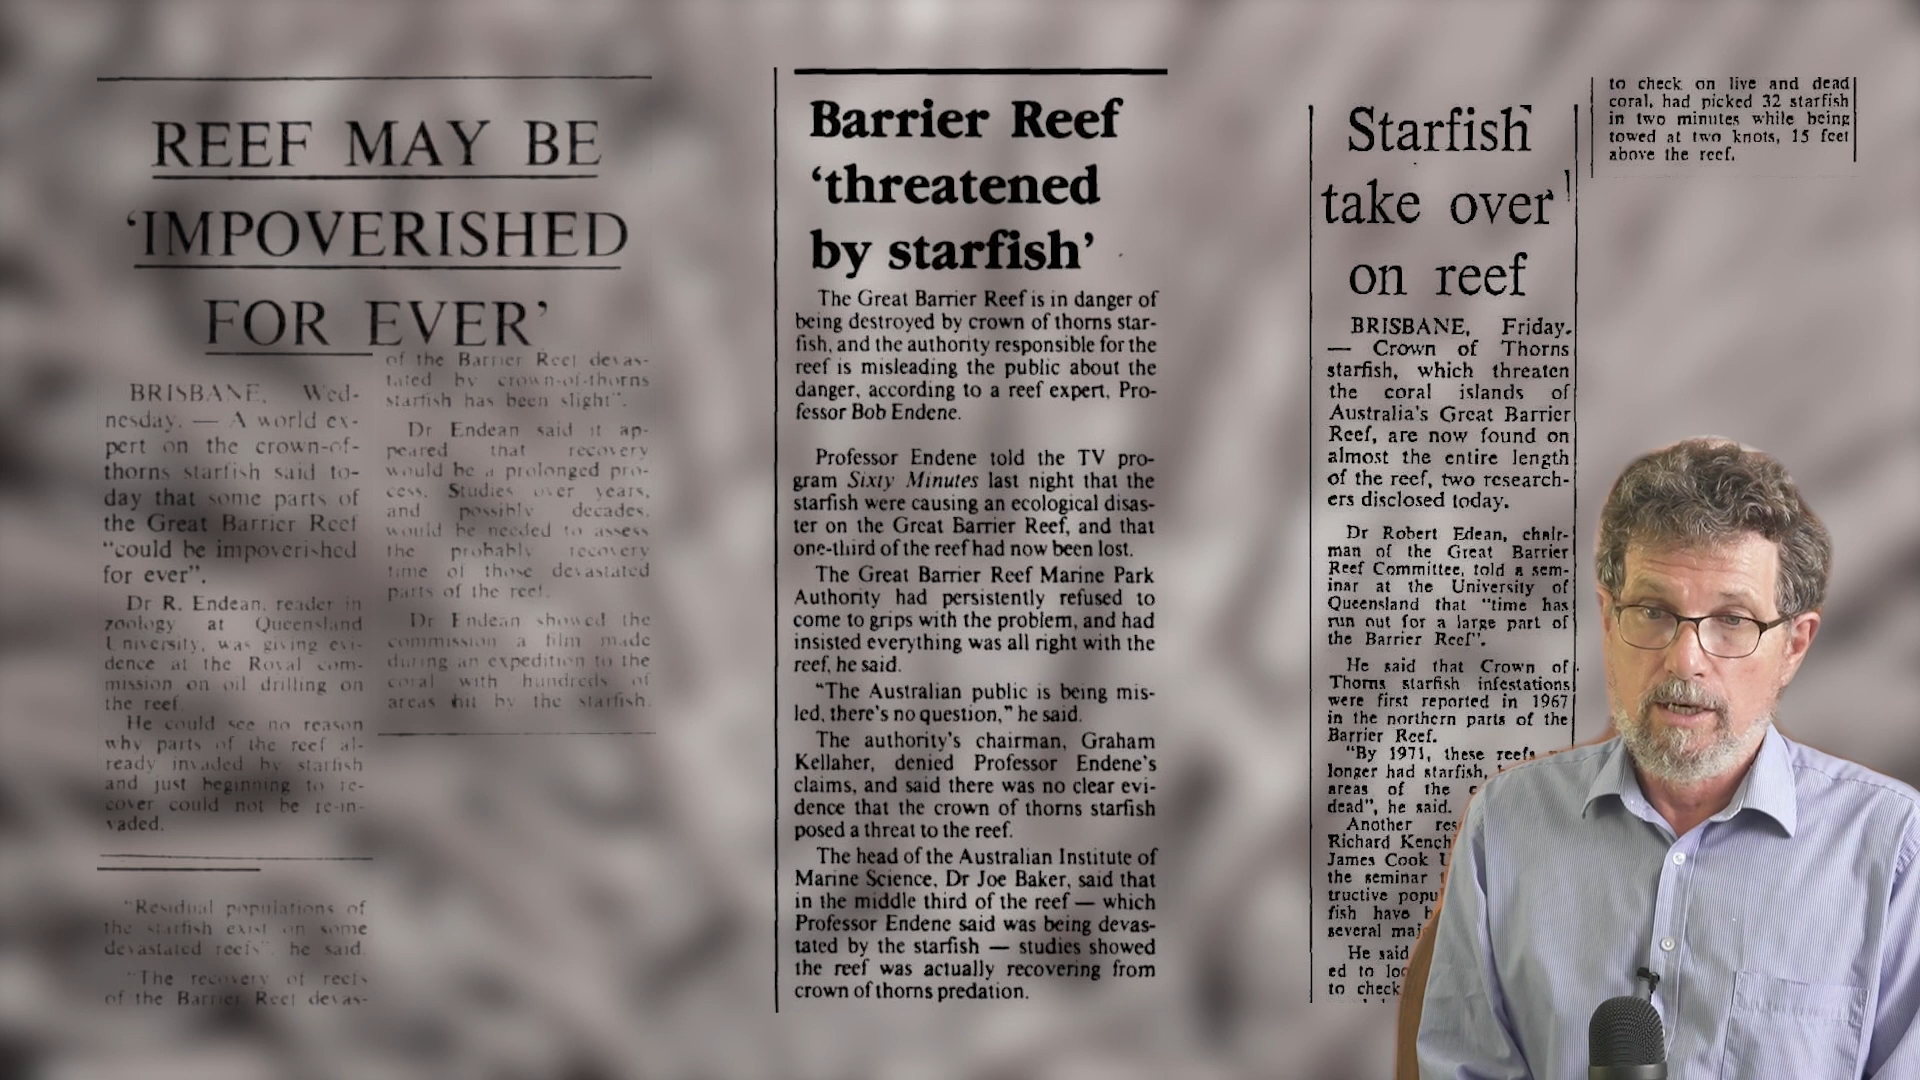 REEF MAY BE
‘IMPOVERISHED
FOR EVER’
BRISBANE, Wed-
nesday. — A world ex-
pert on the crown-of-
thorns starfish said to-
day that some parts of
the Great Barrier Reef
"could be impoverished
for ever".
Dr R. Endean, reader in
zoology at Queensland
University, was giving evi-
dence at the Royal com-
mission on oil drilling on
the reef.
He could see no reason
why parts of the reef al-
ready invaded by starfish
and just beginning to re-
cover could not be re-in-
vaded.
"Residual populations of
the starfish exist on some
devastated reefs", he said.
"The recovery of reefs
of the Barrier Reef devas-
of the Barrier Reef devas-
tated by crown-of-thorns
starfish has been slight".
Dr Endean said it ap-
peared that recovery
would be a prolonged pro-
cess. Studies over years,
and possibly decades,
would be needed to assess
the probably recovery
time of those devastated
parts of the reef.
Dr Endean showed the
commission a film made
during an expedition to the
coral with hundreds of
areas hit by the starfish.
Barrier Reef
‘threatened
by starfish’
The Great Barrier Reef is in danger of
being destroyed by crown of thorns star-
fish, and the authority responsible for the
reef is misleading the public about the
danger, according to a reef expert, Pro-
fessor Bob Endene.
Professor Endene told the TV pro-
gram Sixty Minutes last night that the
starfish were causing an ecological disas-
ter on the Great Barrier Reef, and that
one-third of the reef had now been lost.
The Great Barrier Reef Marine Park
Authority had persistently refused to
come to grips with the problem, and had
insisted everything was all right with the
reef, he said.
"The Australian public is being mis-
led, there's no question," he said.
The authority's chairman, Graham
Kellaher, denied Professor Endene's
claims, and said there was no clear evi-
dence that the crown of thorns starfish
posed a threat to the reef.
The head of the Australian Institute of
Marine Science, Dr Joe Baker, said that
in the middle third of the reef — which
Professor Endene said was being devas-
tated by the starfish — studies showed
the reef was actually recovering from
crown of thorns predation.
Starfish
take over
on reef
BRISBANE, Friday.
— Crown of Thorns
starfish, which threaten
the coral islands of
Australia's Great Barrier
Reef, are now found on
almost the entire length
of the reef, two research-
ers disclosed today.
Dr Robert Edean, chair-
man of the Great Barrier
Reef Committee, told a sem-
inar at the University of
Queensland that "time has
run out for a large part of
the Barrier Reef".
He said that Crown of
Thorns starfish infestations
were first reported in 1967
in the northern parts of the
Barrier Reef.
"By 1971, these reefs
longer had starfish,
areas of the
dead", he said.
Another
Richard
James Cook
the seminar
fish have
several
He said
ed to
to check
to check on live and dead
coral, had picked 32 starfish
in two minutes while being
towed at two knots, 15 feet
above the reef.